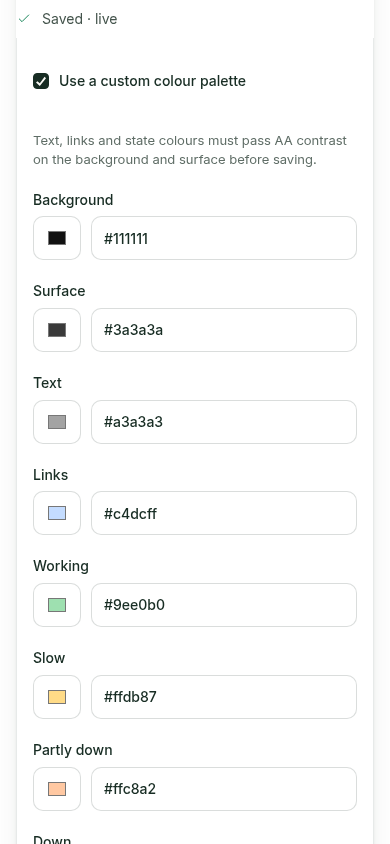 Saved · live
Use a custom colour palette
Text, links and state colours must pass AA contrast
on the background and surface before saving.
Background
#111111
Surface
#3a3a3a
Text
#a3a3a3
Links
#c4dcff
Working
#9ee0b0
Slow
#ffdb87
Partly down
#ffc8a2
Down